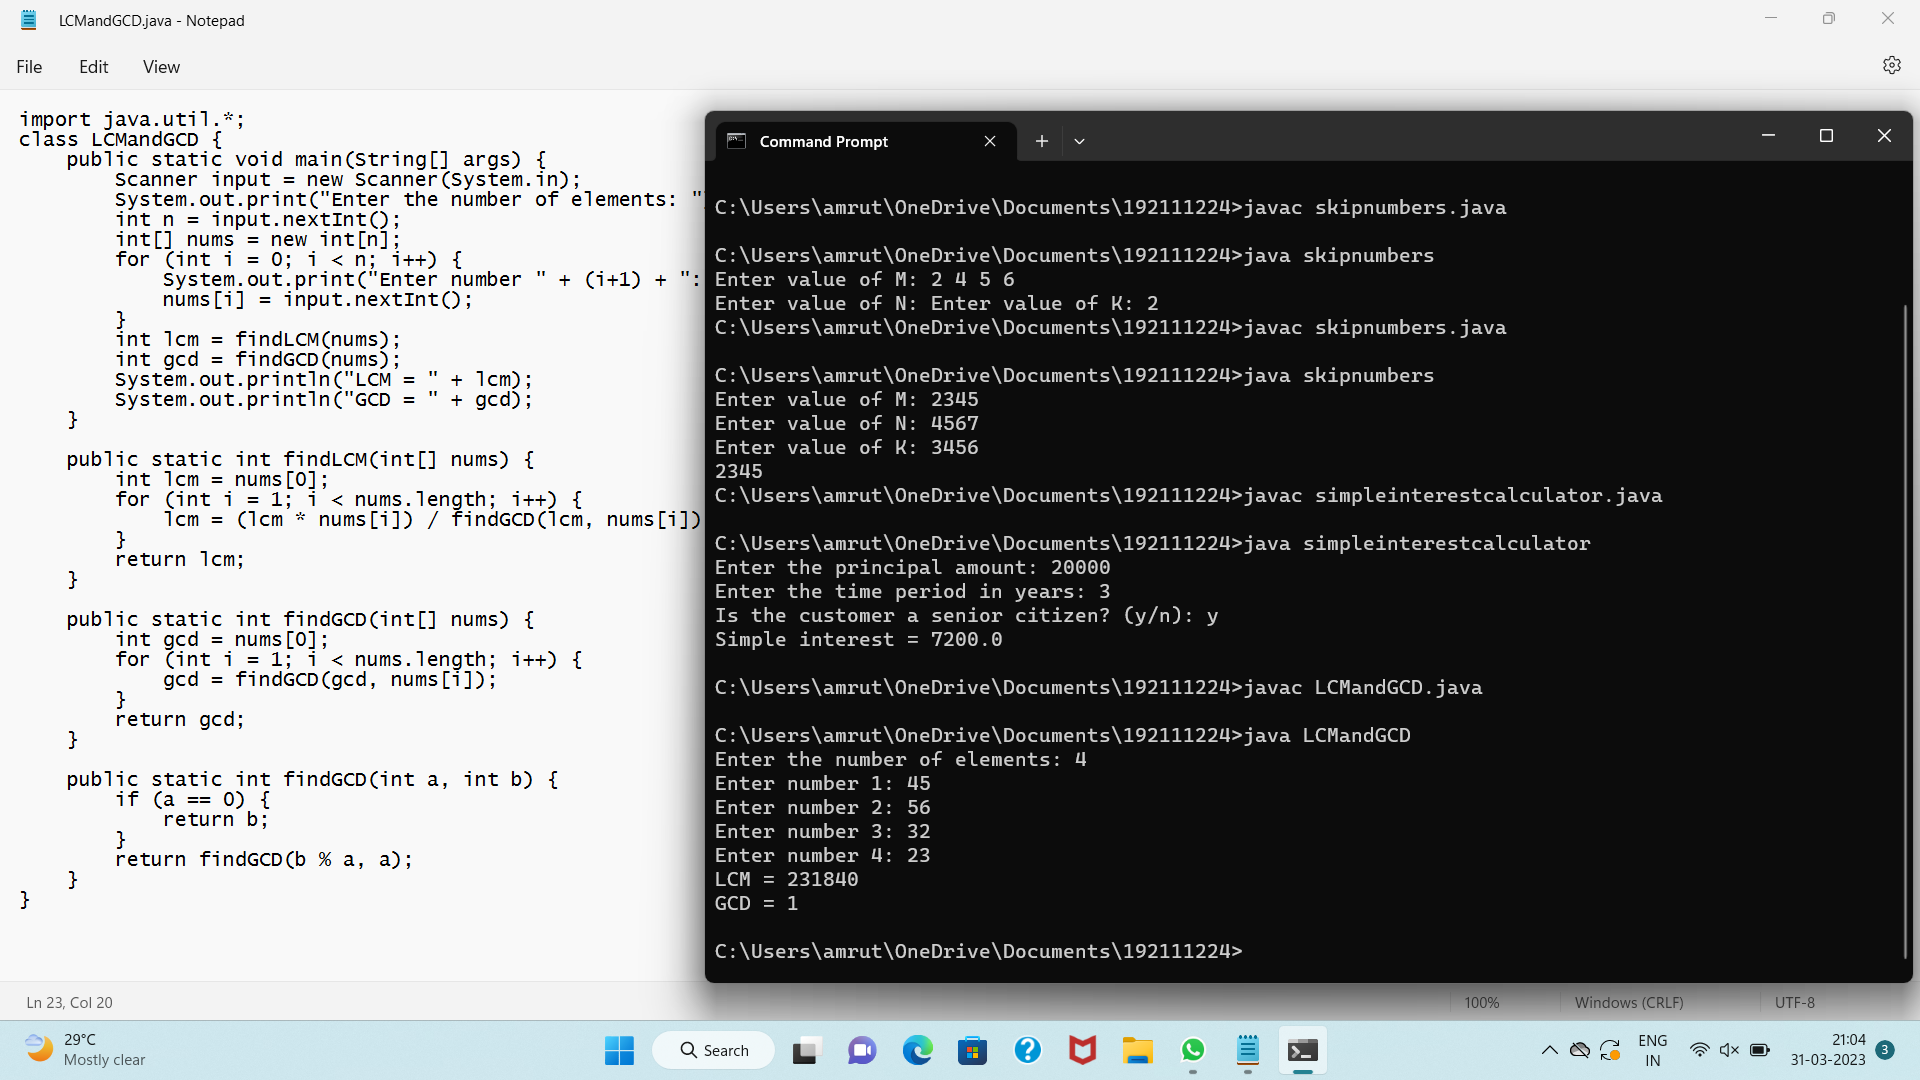 LCMandGCD.java - Notepad
File Edit View
import java.util.*;
class LCMandGCD {
    public static void main(String[] args) {
        Scanner input = new Scanner(System.in);
        System.out.print("Enter the number of elements: "
        int n = input.nextInt();
        int[] nums = new int[n];
        for (int i = 0; i < n; i++) {
            System.out.print("Enter number " + (i+1) + ":
            nums[i] = input.nextInt();
        }
        int lcm = findLCM(nums);
        int gcd = findGCD(nums);
        System.out.println("LCM = " + lcm);
        System.out.println("GCD = " + gcd);
    }
    public static int findLCM(int[] nums) {
        int lcm = nums[0];
        for (int i = 1; i < nums.length; i++) {
            lcm = (lcm * nums[i]) / findGCD(lcm, nums[i])
        }
        return lcm;
    }
    public static int findGCD(int[] nums) {
        int gcd = nums[0];
        for (int i = 1; i < nums.length; i++) {
            gcd = findGCD(gcd, nums[i]);
        }
        return gcd;
    }
    public static int findGCD(int a, int b) {
        if (a == 0) {
            return b;
        }
        return findGCD(b % a, a);
    }
}
Command Prompt
C:\Users\amrut\OneDrive\Documents\192111224>javac skipnumbers.java
C:\Users\amrut\OneDrive\Documents\192111224>java skipnumbers
Enter value of M: 2 4 5 6
Enter value of N: Enter value of K: 2
C:\Users\amrut\OneDrive\Documents\192111224>javac skipnumbers.java
C:\Users\amrut\OneDrive\Documents\192111224>java skipnumbers
Enter value of M: 2345
Enter value of N: 4567
Enter value of K: 3456
2345
C:\Users\amrut\OneDrive\Documents\192111224>javac simpleinterestcalculator.java
C:\Users\amrut\OneDrive\Documents\192111224>java simpleinterestcalculator
Enter the principal amount: 20000
Enter the time period in years: 3
Is the customer a senior citizen? (y/n): y
Simple interest = 7200.0
C:\Users\amrut\OneDrive\Documents\192111224>javac LCMandGCD.java
C:\Users\amrut\OneDrive\Documents\192111224>java LCMandGCD
Enter the number of elements: 4
Enter number 1: 45
Enter number 2: 56
Enter number 3: 32
Enter number 4: 23
LCM = 231840
GCD = 1
C:\Users\amrut\OneDrive\Documents\192111224>
Ln 23, Col 20 100% Windows (CRLF) UTF-8
29°C
Mostly clear
Search
ENG
IN
21:04
31-03-2023
3